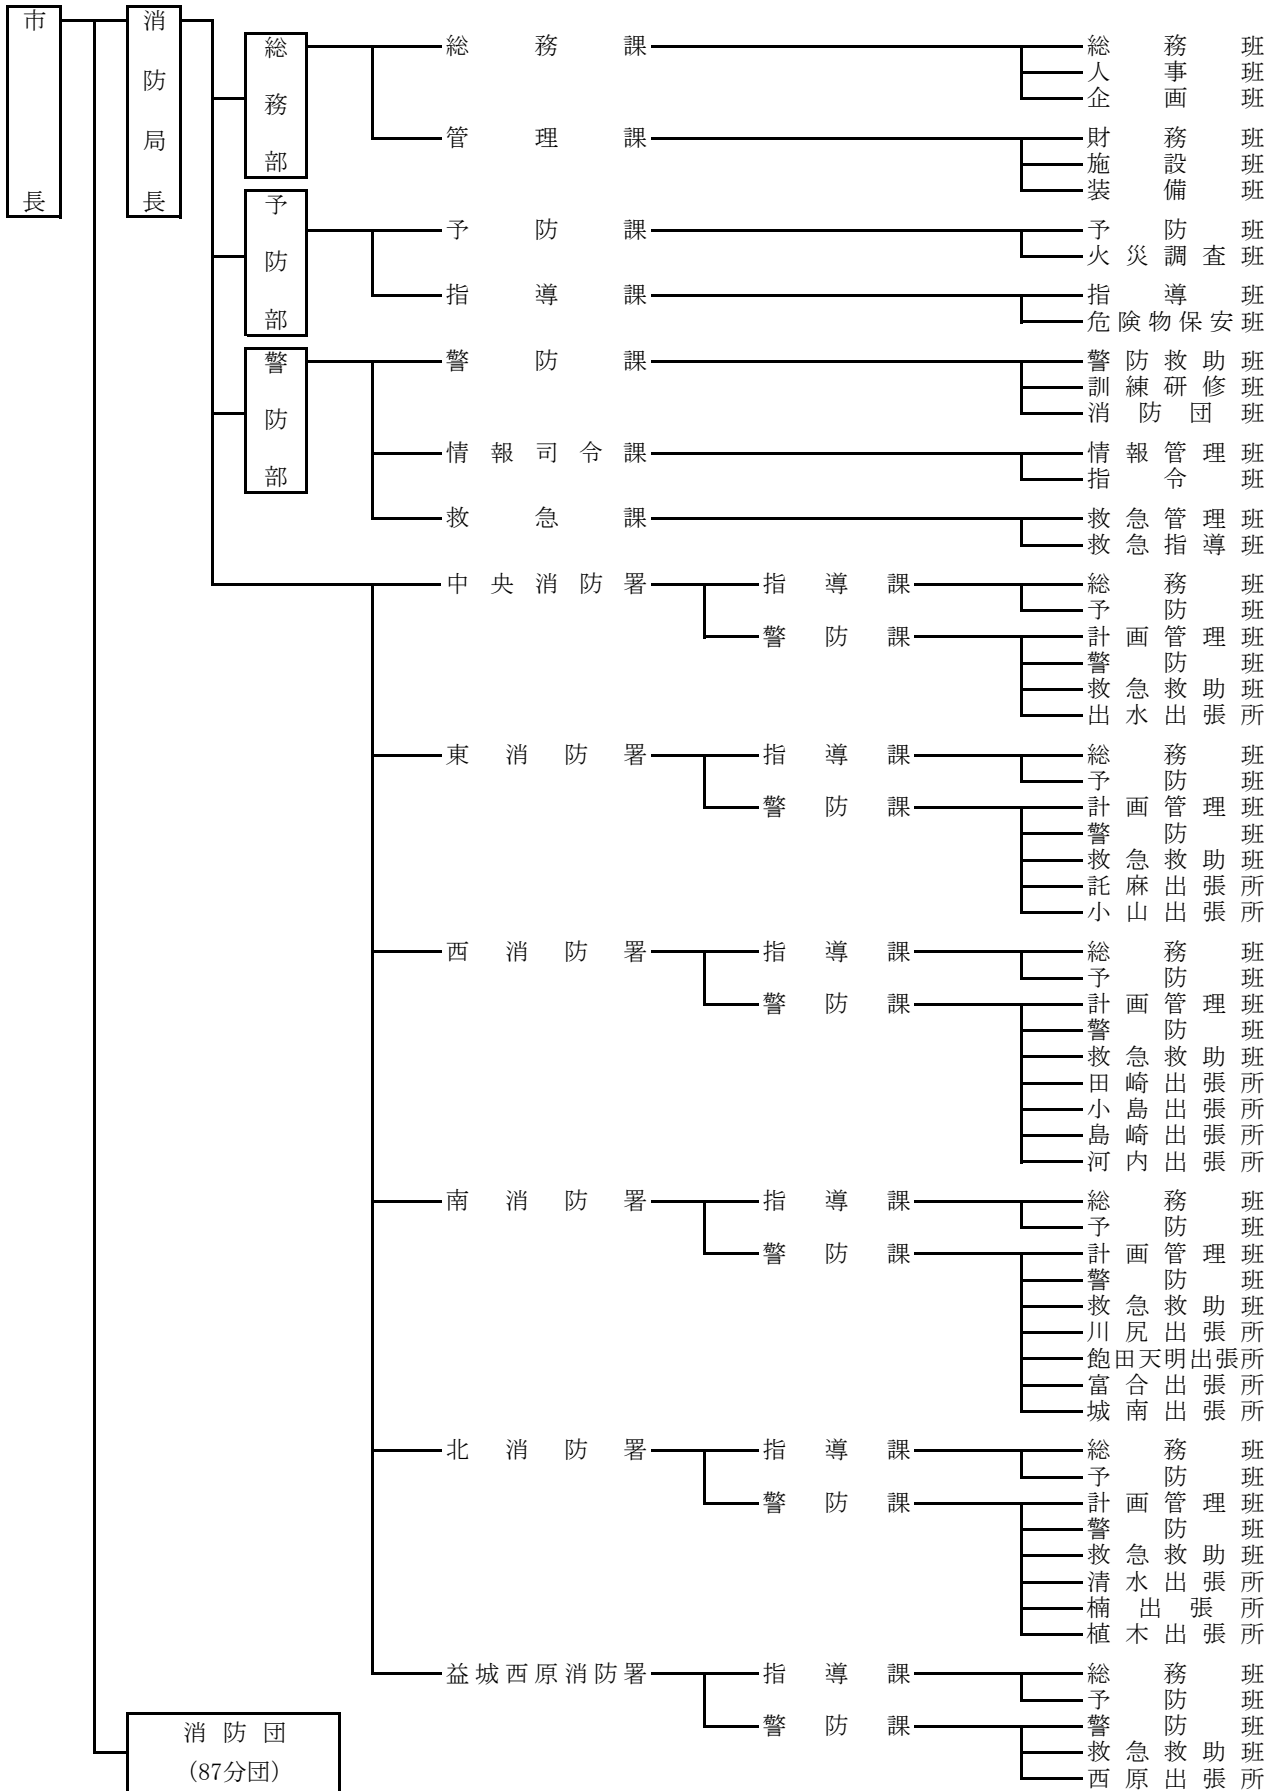 市長
消防局長
総務部
総務課
総務班
人事班
企画班
管理課
財務班
施設班
装備班
予防部
予防課
予防班
火災調査班
指導課
指導班
危険物保安班
警防部
警防課
警防救助班
訓練研修班
消防団班
情報司令課
情報管理班
指令班
救急課
救急管理班
救急指導班
中央消防署
指導課
総務班
予防班
警防課
計画管理班
警防班
救急救助班
出水出張所
東消防署
指導課
総務班
予防班
警防課
計画管理班
警防班
救急救助班
託麻出張所
小山出張所
西消防署
指導課
総務班
予防班
警防課
計画管理班
警防班
救急救助班
田崎出張所
小島出張所
島崎出張所
河内出張所
南消防署
指導課
総務班
予防班
警防課
計画管理班
警防班
救急救助班
川尻出張所
飽田天明出張所
富合出張所
城南出張所
北消防署
指導課
総務班
予防班
警防課
計画管理班
警防班
救急救助班
清水出張所
楠出張所
植木出張所
益城西原消防署
指導課
総務班
予防班
警防課
警防班
救急救助班
西原出張所
消防団
(87分団)